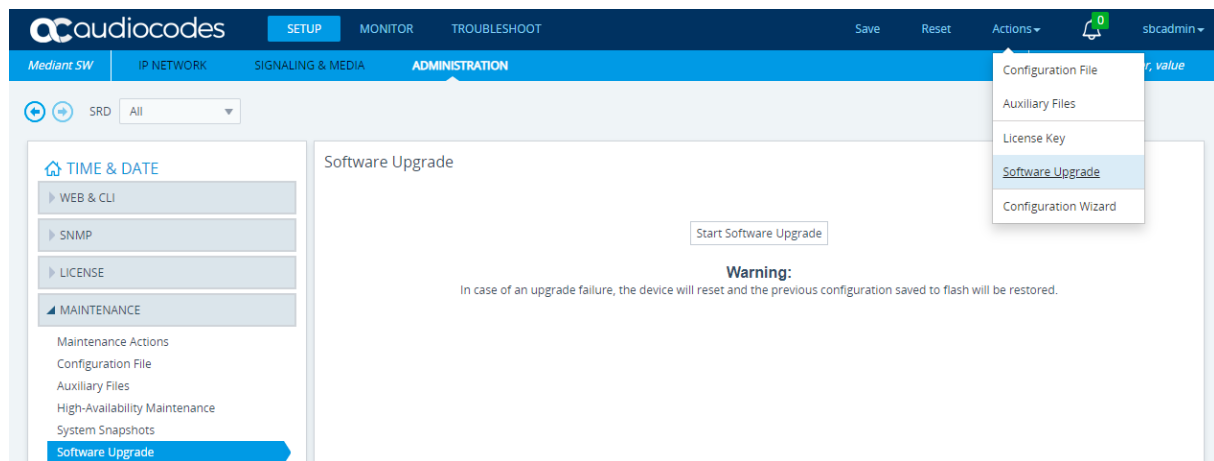 audiocodes SETUP MONITOR TROUBLESHOOT Save Reset Actions 0 sbcadmin
Mediant SW IP NETWORK SIGNALING & MEDIA ADMINISTRATION r, value
Configuration File
Auxiliary Files
License Key
Software Upgrade
Configuration Wizard
SRD All
TIME & DATE
WEB & CLI
SNMP
LICENSE
MAINTENANCE
Maintenance Actions
Configuration File
Auxiliary Files
High-Availability Maintenance
System Snapshots
Software Upgrade
Software Upgrade
Start Software Upgrade
Warning:
In case of an upgrade failure, the device will reset and the previous configuration saved to flash will be restored.